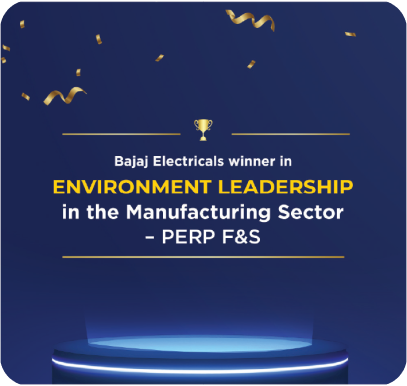 Bajaj Electricals winner in
ENVIRONMENT LEADERSHIP
in the Manufacturing Sector
– PERP F&S